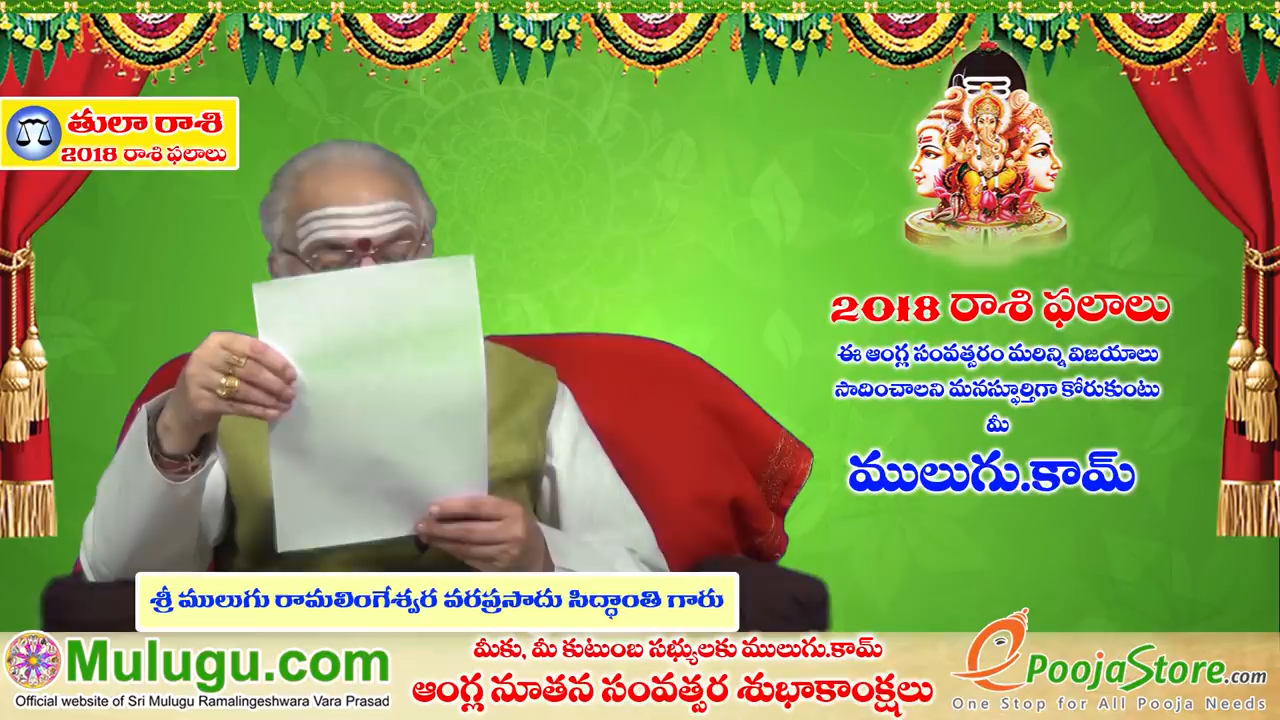 తులా రాశి
2018 రాశి ఫలాలు
2018 రాశి ఫలాలు
ఈ ఆంగ్ల సంవత్సరం మరిన్ని విజయాలు
సాదించాలని మనస్ఫూర్తిగా కోరుకుంటు
మీ
ములుగు.కామ్
శ్రీ ములుగు రామలింగేశ్వర వరప్రసాదు సిద్ధాంతి గారు
Mulugu.com
Official website of Sri Mulugu Ramalingeshwara Vara Prasad
మీకు, మీ కుటుంబ సభ్యులకు ములుగు.కామ్
ఆంగ్ల నూతన సంవత్సర శుభాకాంక్షలు
ePoojaStore.com
One Stop for All Pooja Needs